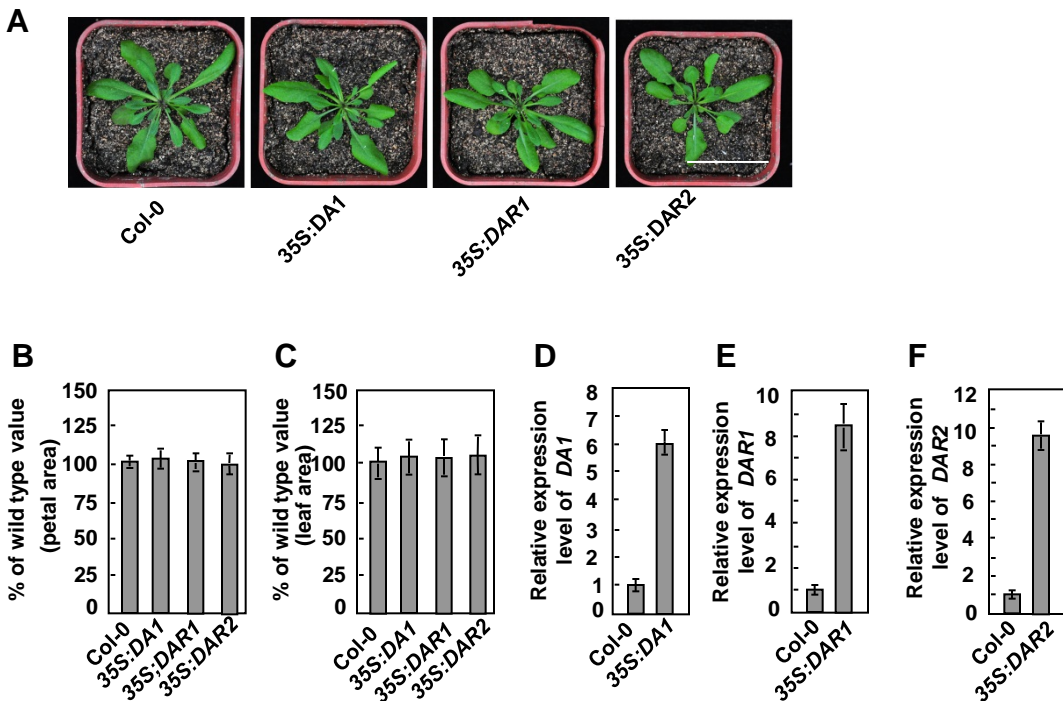 A
Col-0
35S:DA1
35S:DAR1
35S:DAR2
B
% of wild type value
(petal area)
150
125
100
75
50
25
0
Col-0
35S:DA1
35S;DAR1
35S:DAR2
C
% of wild type value
(leaf area)
150
125
100
75
50
25
0
Col-0
35S:DA1
35S:DAR1
35S:DAR2
D
Relative expression
level of DA1
8
7
6
5
4
3
2
1
0
Col-0
35S:DA1
E
Relative expression
level of DAR1
10
8
6
4
2
0
Col-0
35S:DAR1
F
Relative expression
level of DAR2
12
10
8
6
4
2
0
Col-0
35S:DAR2